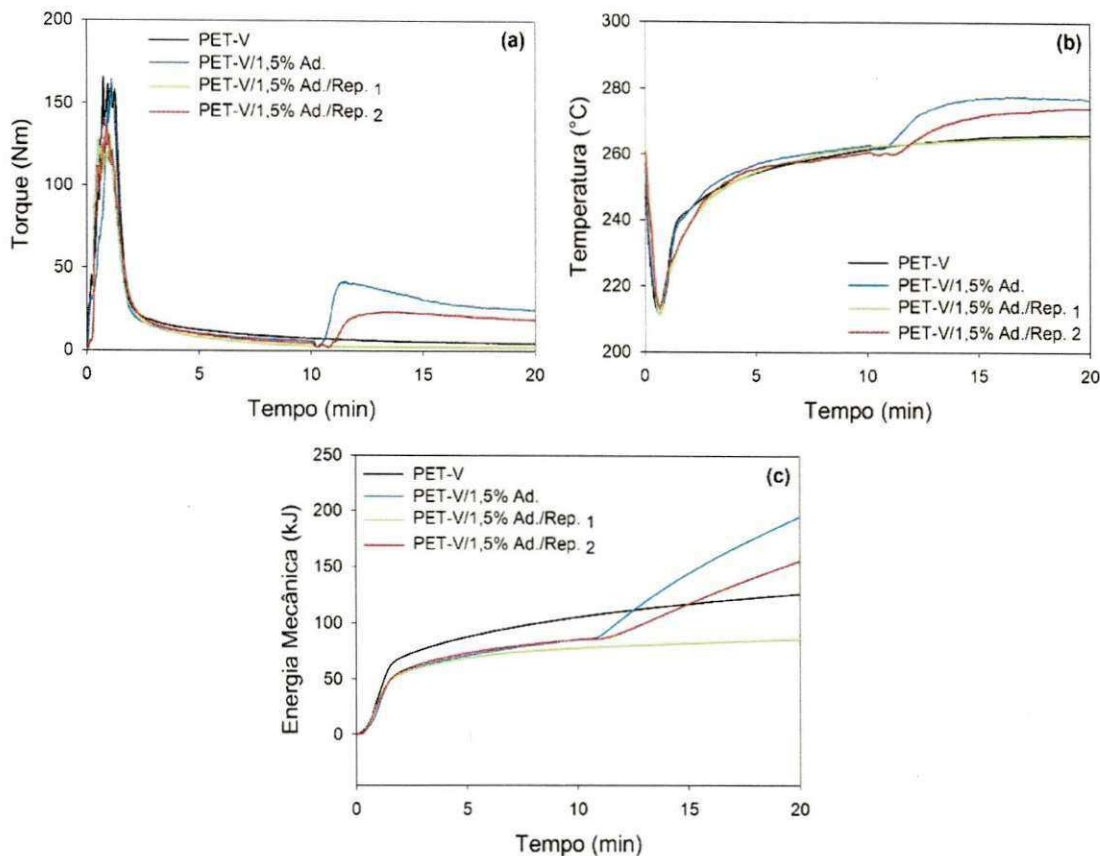 (a)
PET-V
PET-V/1,5% Ad.
PET-V/1,5% Ad./Rep. 1
PET-V/1,5% Ad./Rep. 2
Torque (Nm)
200
150
100
50
0
0 5 10 15 20
Tempo (min)
(b)
Temperatura (°C)
300
280
260
240
220
200
PET-V
PET-V/1,5% Ad.
PET-V/1,5% Ad./Rep. 1
PET-V/1,5% Ad./Rep. 2
0 5 10 15 20
Tempo (min)
(c)
PET-V
PET-V/1,5% Ad.
PET-V/1,5% Ad./Rep. 1
PET-V/1,5% Ad./Rep. 2
Energia Mecânica (kJ)
250
200
150
100
50
0
0 5 10 15 20
Tempo (min)